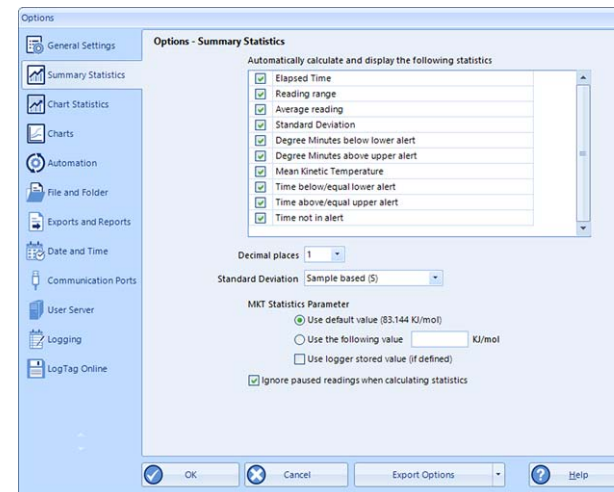 Options
General Settings
Summary Statistics
Chart Statistics
Charts
Automation
File and Folder
Exports and Reports
Date and Time
Communication Ports
User Server
Logging
LogTag Online
Options - Summary Statistics
Automatically calculate and display the following statistics
Elapsed Time
Reading range
Average reading
Standard Deviation
Degree Minutes below lower alert
Degree Minutes above upper alert
Mean Kinetic Temperature
Time below/equal lower alert
Time above/equal upper alert
Time not in alert
Decimal places 1
Standard Deviation Sample based (S)
MKT Statistics Parameter
Use default value (83.144 KJ/mol)
Use the following value KJ/mol
Use logger stored value (if defined)
Ignore paused readings when calculating statistics
OK Cancel Export Options Help